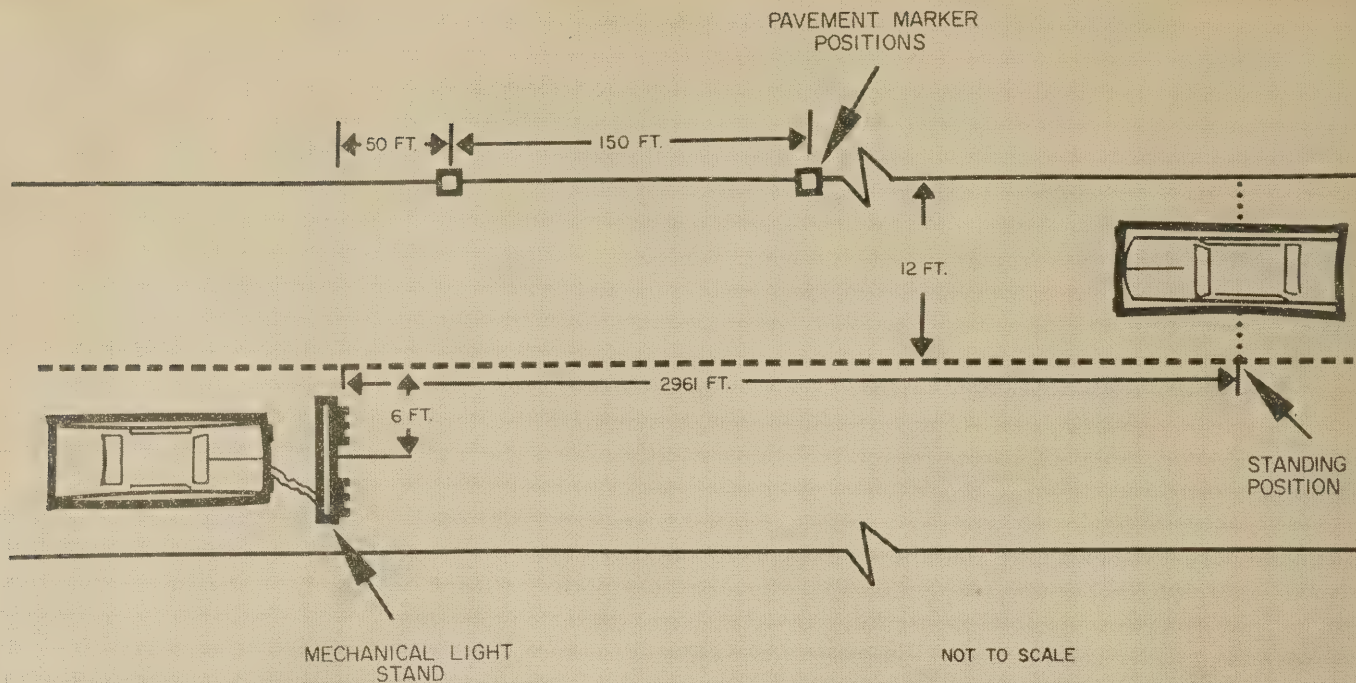 PAVEMENT MARKER
POSITIONS
50 FT.
150 FT.
12 FT.
2961 FT.
6 FT.
STANDING
POSITION
MECHANICAL LIGHT
STAND
NOT TO SCALE